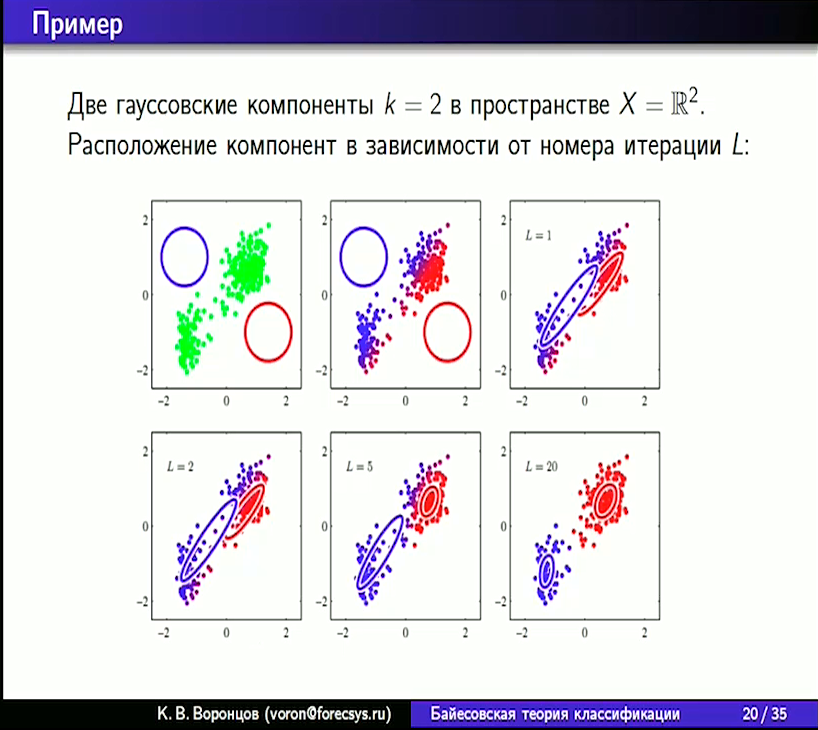 Пример
Две гауссовские компоненты k = 2 в пространстве X = ℝ².
Расположение компонент в зависимости от номера итерации L:
2
0
−2
−2 0 2
2
0
−2
−2 0 2
L = 1
2
0
−2
−2 0 2
L = 2
2
0
−2
−2 0 2
L = 5
2
0
−2
−2 0 2
L = 20
2
0
−2
−2 0 2
К. В. Воронцов (voron@forecsys.ru)
Байесовская теория классификации
20 / 35